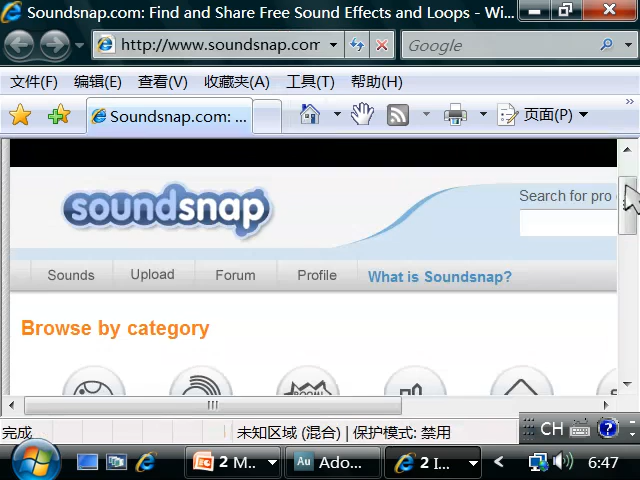 Soundsnap.com: Find and Share Free Sound Effects and Loops - Wi...
http://www.soundsnap.com
Google
文件(F) 编辑(E) 查看(V) 收藏夹(A) 工具(T) 帮助(H)
Soundsnap.com: ...
页面(P)
soundsnap
Search for pro
Sounds Upload Forum Profile What is Soundsnap?
Browse by category
BOOM!
完成 未知区域 (混合) | 保护模式: 禁用
CH
2 M... Au Ado... 2 I... 6:47